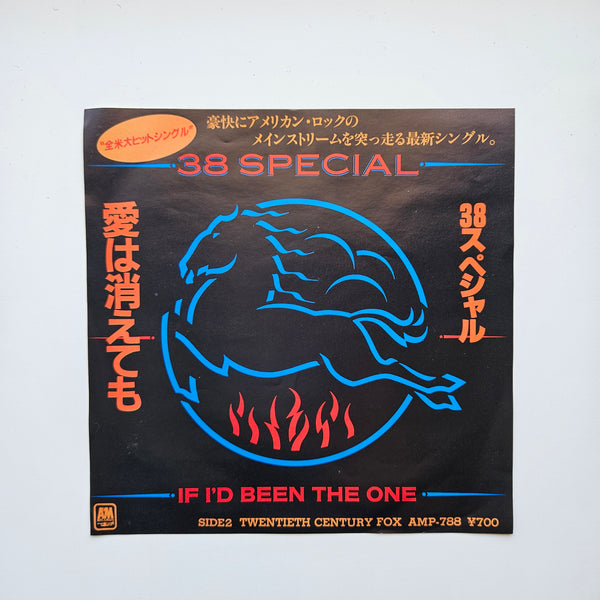 "全米大ヒットシングル"
豪快にアメリカン・ロックの
メインストリームを突っ走る最新シングル。
38 SPECIAL
愛は消えても
38スペシャル
IF I'D BEEN THE ONE
A&M
SIDE2 TWENTIETH CENTURY FOX AMP-788 ¥700